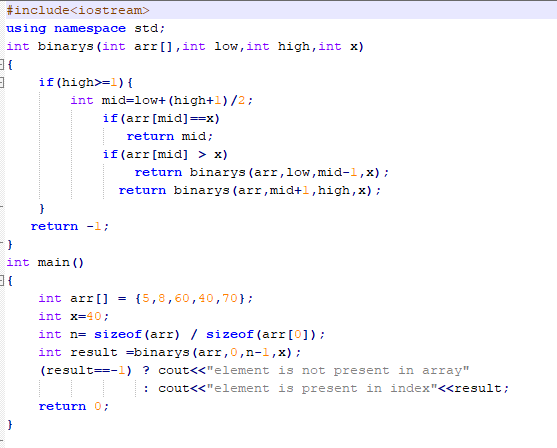 #include<iostream>
using namespace std;
int binarys(int arr[],int low,int high,int x)
{
if(high>=1){
int mid=low+(high+1)/2;
if(arr[mid]==x)
return mid;
if(arr[mid] > x)
return binarys(arr,low,mid-1,x);
return binarys(arr,mid+1,high,x);
}
return -1;
}
int main()
{
int arr[] = {5,8,60,40,70};
int x=40;
int n= sizeof(arr) / sizeof(arr[0]);
int result =binarys(arr,0,n-1,x);
(result==-1) ? cout<<"element is not present in array"
: cout<<"element is present in index"<<result;
return 0;
}